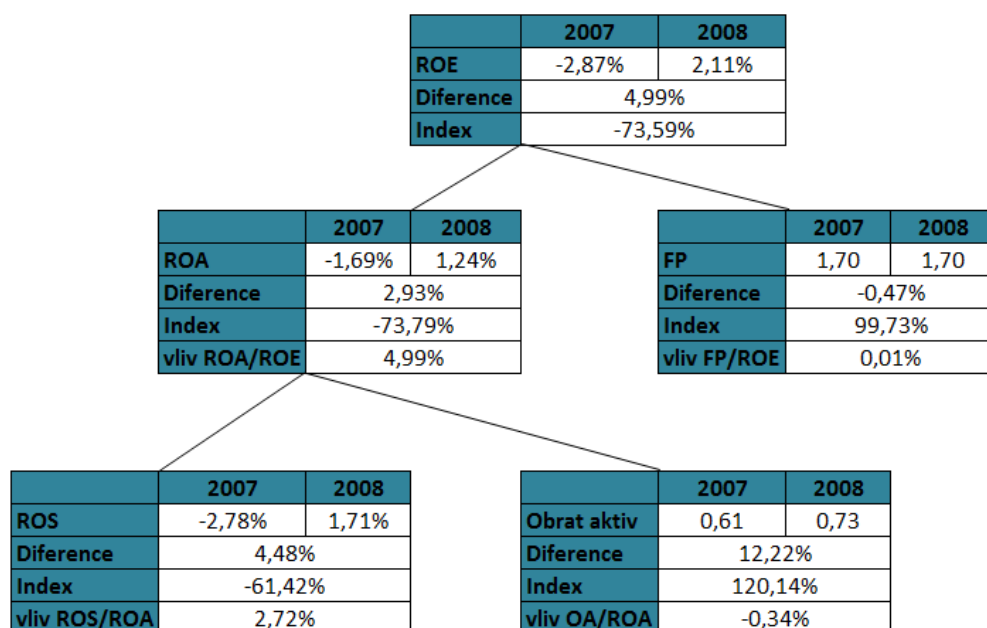 2007 2008
ROE -2,87% 2,11%
Diference 4,99%
Index -73,59%
2007 2008
ROA -1,69% 1,24%
Diference 2,93%
Index -73,79%
vliv ROA/ROE 4,99%
2007 2008
FP 1,70 1,70
Diference -0,47%
Index 99,73%
vliv FP/ROE 0,01%
2007 2008
ROS -2,78% 1,71%
Diference 4,48%
Index -61,42%
vliv ROS/ROA 2,72%
2007 2008
Obrat aktiv 0,61 0,73
Diference 12,22%
Index 120,14%
vliv OA/ROA -0,34%